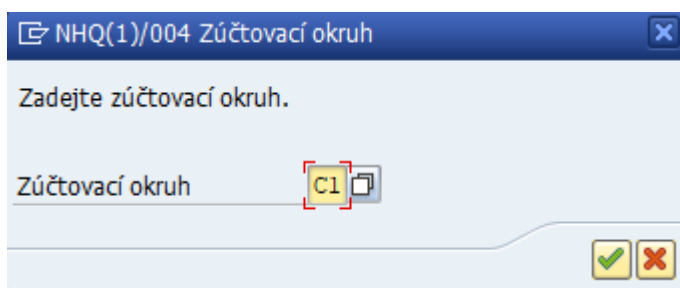 NHQ(1)/004 Zúčtovací okruh
Zadejte zúčtovací okruh.
Zúčtovací okruh C1